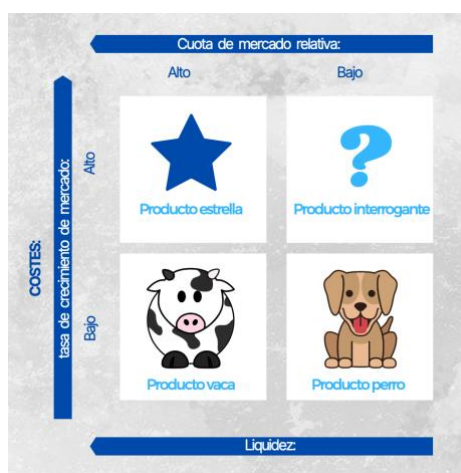 Cuota de mercado relativa:
Alto
Bajo
COSTES:
tasa de crecimiento de mercado:
Alto
Bajo
Producto estrella
Producto interrogante
Producto vaca
Producto perro
Liquidez: